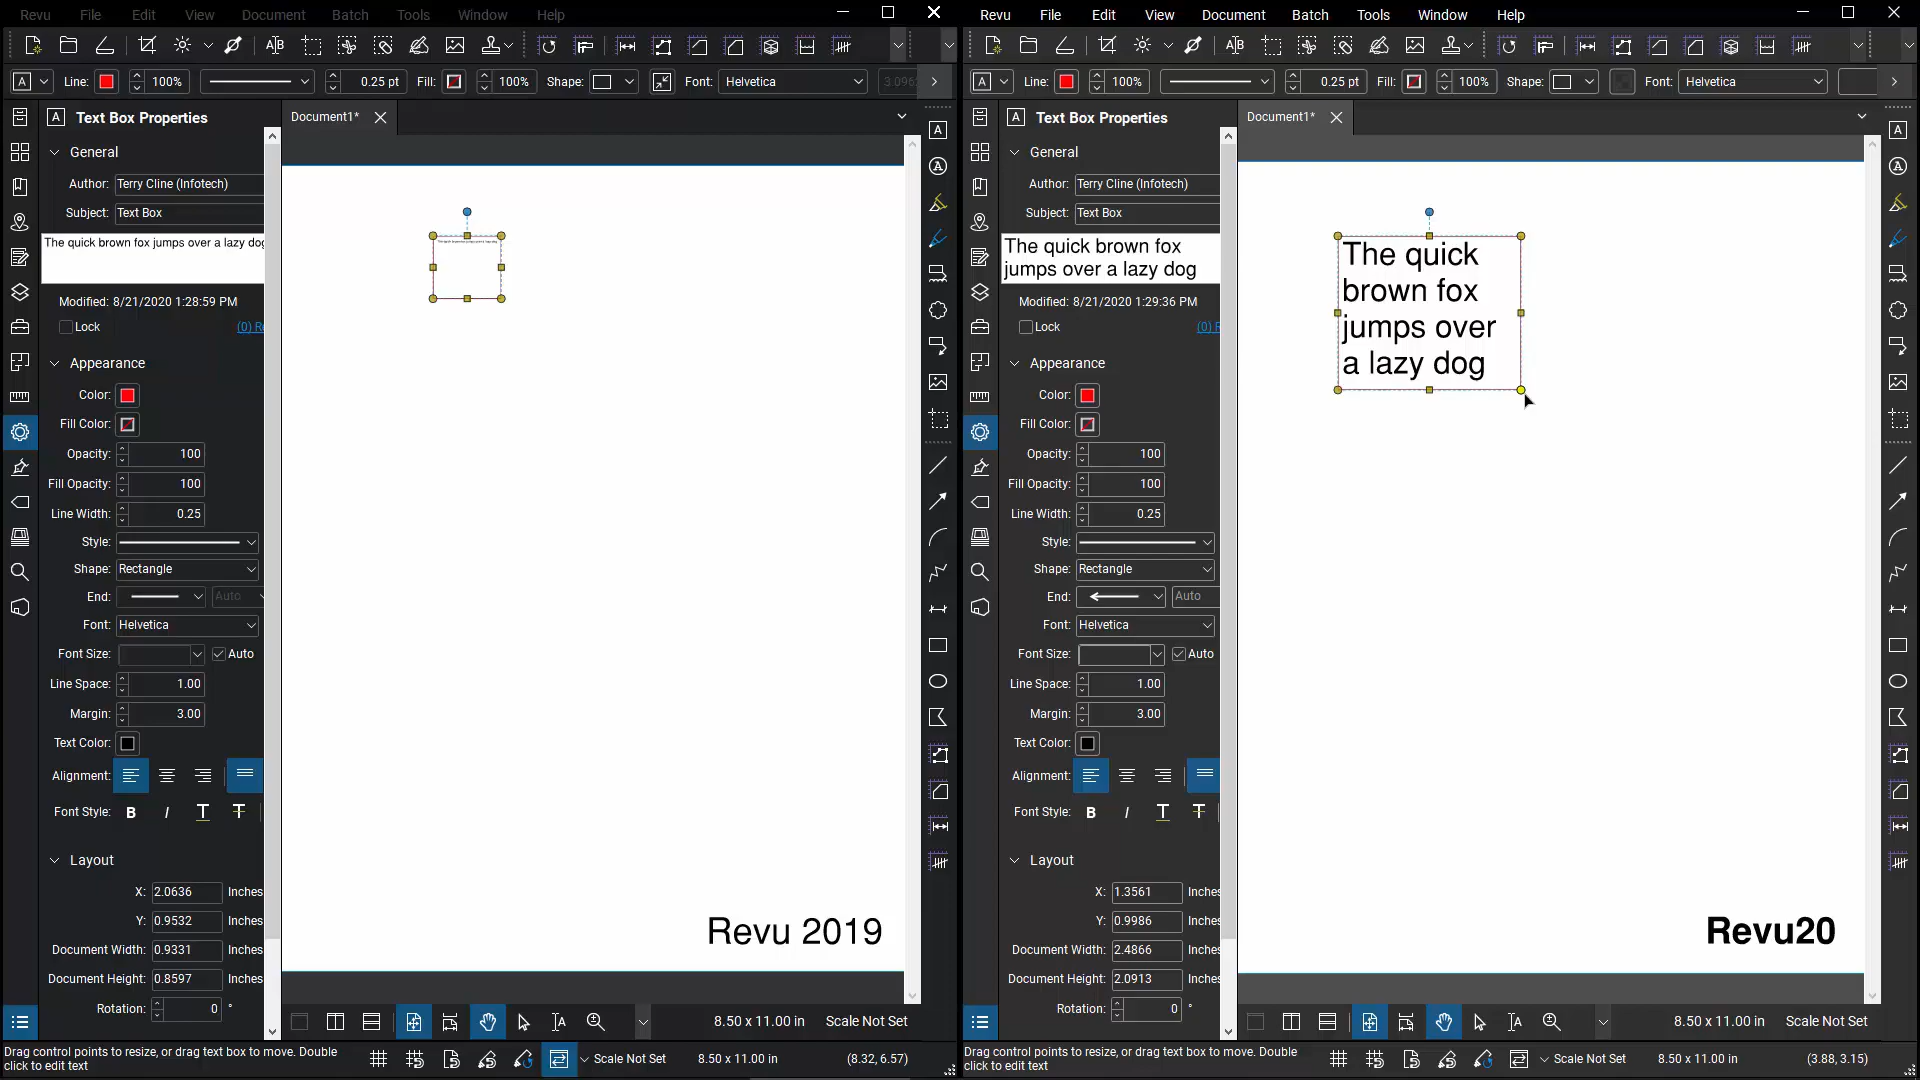 Revu File Edit View Document Batch Tools Window Help
Line: 100% 0.25 pt Fill: 100% Shape: Font: Helvetica 3.096
Text Box Properties
Document1*
General
Author: Terry Cline (Infotech)
Subject: Text Box
The quick brown fox jumps over a lazy dog
Modified: 8/21/2020 1:28:59 PM
Lock (0) Re
Appearance
Color:
Fill Color:
Opacity: 100
Fill Opacity: 100
Line Width: 0.25
Style:
Shape: Rectangle
End: Auto
Font: Helvetica
Font Size: Auto
Line Space: 1.00
Margin: 3.00
Text Color:
Alignment:
Font Style: B I T T
Layout
X: 2.0636 Inches
Y: 0.9532 Inches
Document Width: 0.9331 Inches
Document Height: 0.8597 Inches
Rotation: 0 °
Revu 2019
8.50 x 11.00 in Scale Not Set
Drag control points to resize, or drag text box to move. Double
click to edit text
Scale Not Set 8.50 x 11.00 in (8.32, 6.57)
Revu File Edit View Document Batch Tools Window Help
Line: 100% 0.25 pt Fill: 100% Shape: Font: Helvetica
Text Box Properties
Document1*
General
Author: Terry Cline (Infotech)
Subject: Text Box
The quick brown fox
jumps over a lazy dog
Modified: 8/21/2020 1:29:36 PM
Lock (0) R
Appearance
Color:
Fill Color:
Opacity: 100
Fill Opacity: 100
Line Width: 0.25
Style:
Shape: Rectangle
End: Auto
Font: Helvetica
Font Size: Auto
Line Space: 1.00
Margin: 3.00
Text Color:
Alignment:
Font Style: B I T T
Layout
X: 1.3561 Inches
Y: 0.9986 Inches
Document Width: 2.4866 Inches
Document Height: 2.0913 Inches
Rotation: 0 °
The quick
brown fox
jumps over
a lazy dog
Revu20
8.50 x 11.00 in Scale Not Set
Drag control points to resize, or drag text box to move. Double
click to edit text
Scale Not Set 8.50 x 11.00 in (3.88, 3.15)